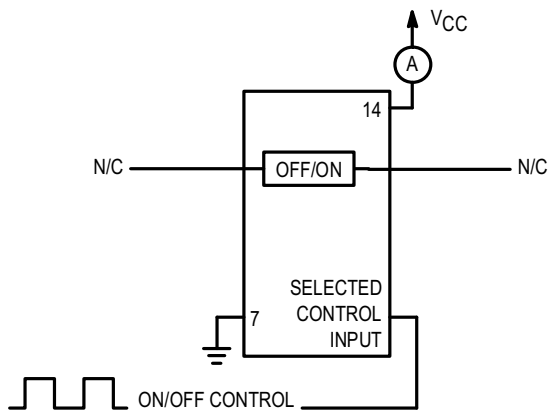 VCC
A
14
N/C
OFF/ON
N/C
SELECTED
CONTROL
INPUT
7
ON/OFF CONTROL